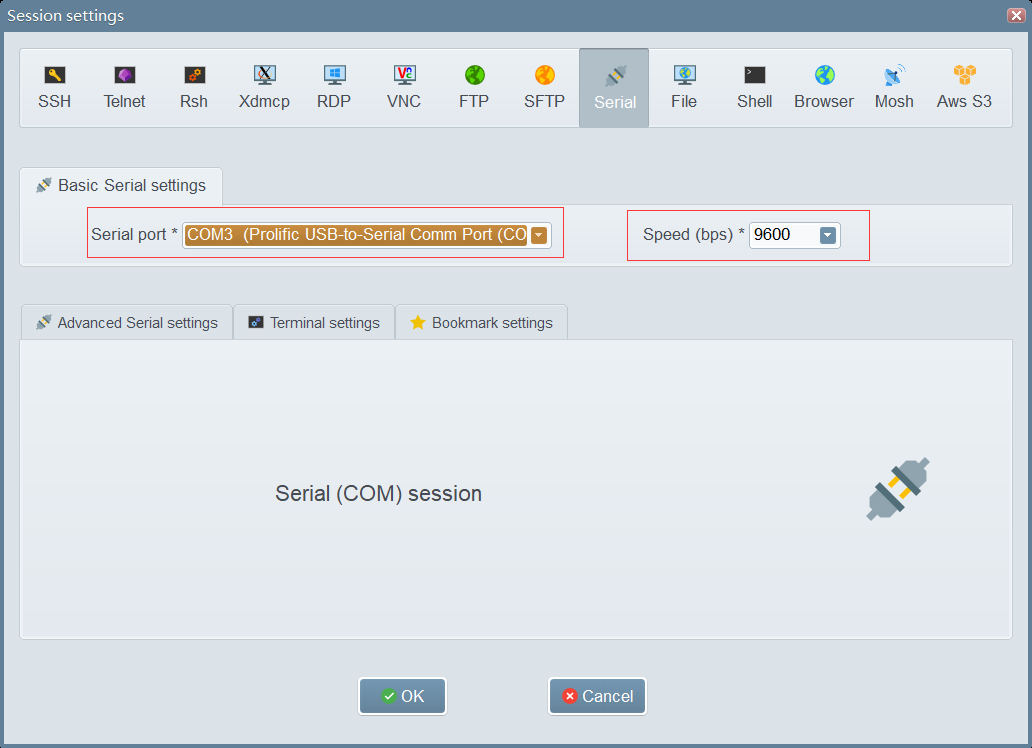 Session settings
SSH Telnet Rsh Xdmcp RDP VNC FTP SFTP Serial File Shell Browser Mosh Aws S3
Basic Serial settings
Serial port * COM3 (Prolific USB-to-Serial Comm Port (CO Speed (bps) * 9600
Advanced Serial settings Terminal settings Bookmark settings
Serial (COM) session
OK Cancel